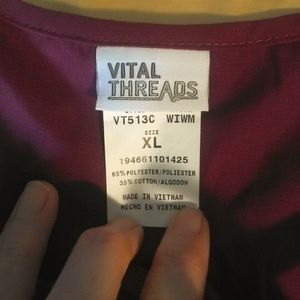 VITAL
THREADS
VT513C WIWM
SIZE
XL
194661101425
65% POLYESTER/POLIESTER
35% COTTON/ALGODON
MADE IN VIETNAM
HECHO EN VIETNAM